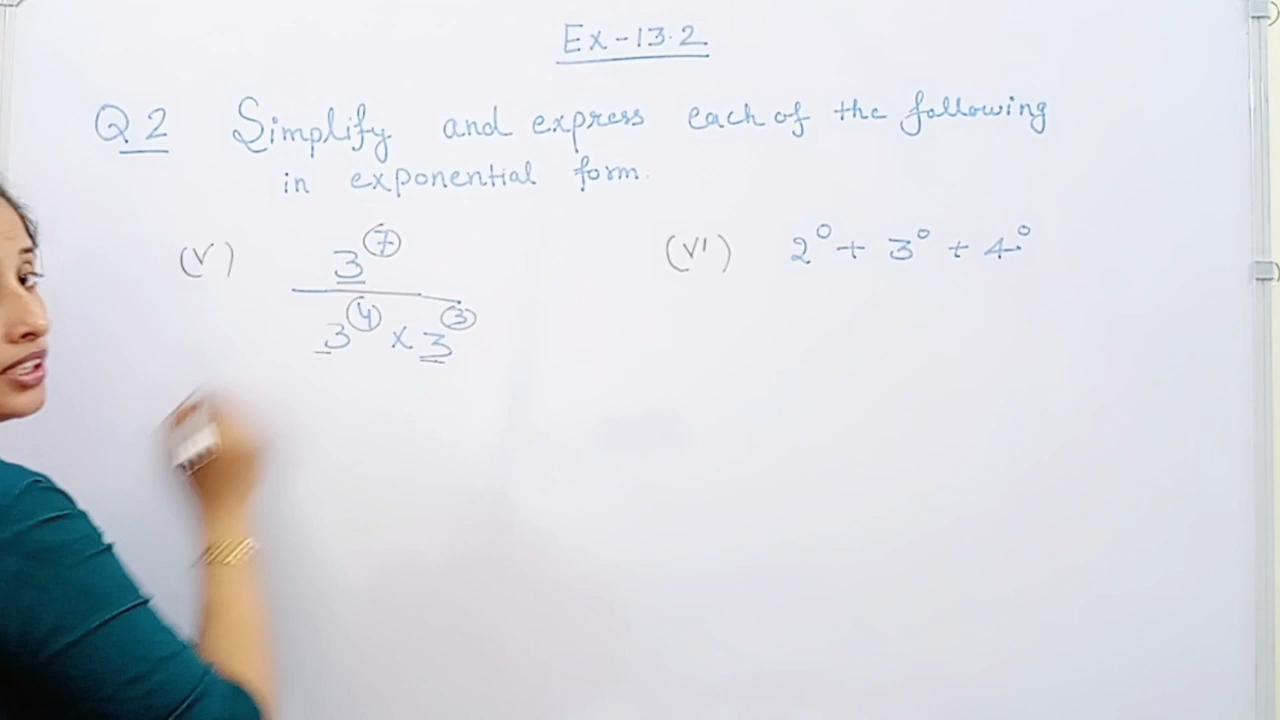 Ex-13.2
Q2 Simplify and express each of the following
in exponential form.
(V) 3^7 / 3^4 x 3^3
(VI) 2^0 + 3^0 + 4^0